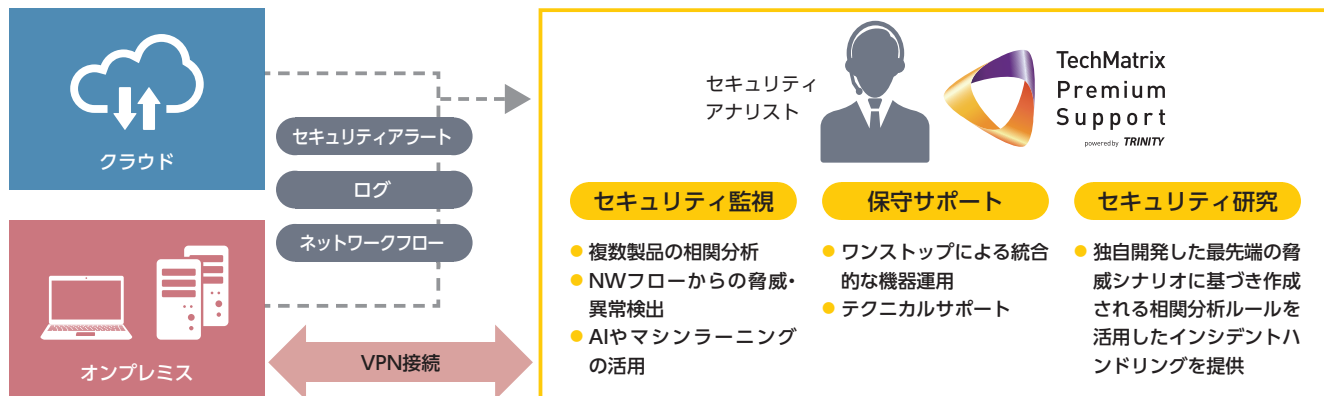 クラウド
オンプレミス
セキュリティアラート
ログ
ネットワークフロー
VPN接続
セキュリティ
アナリスト
TechMatrix
Premium
Support
powered by TRINITY
セキュリティ監視
複数製品の相関分析
NWフローからの脅威・
異常検出
AIやマシンラーニング
の活用
保守サポート
ワンストップによる統合
的な機器運用
テクニカルサポート
セキュリティ研究
独自開発した最先端の脅
威シナリオに基づき作成
される相関分析ルールを
活用したインシデントハ
ンドリングを提供